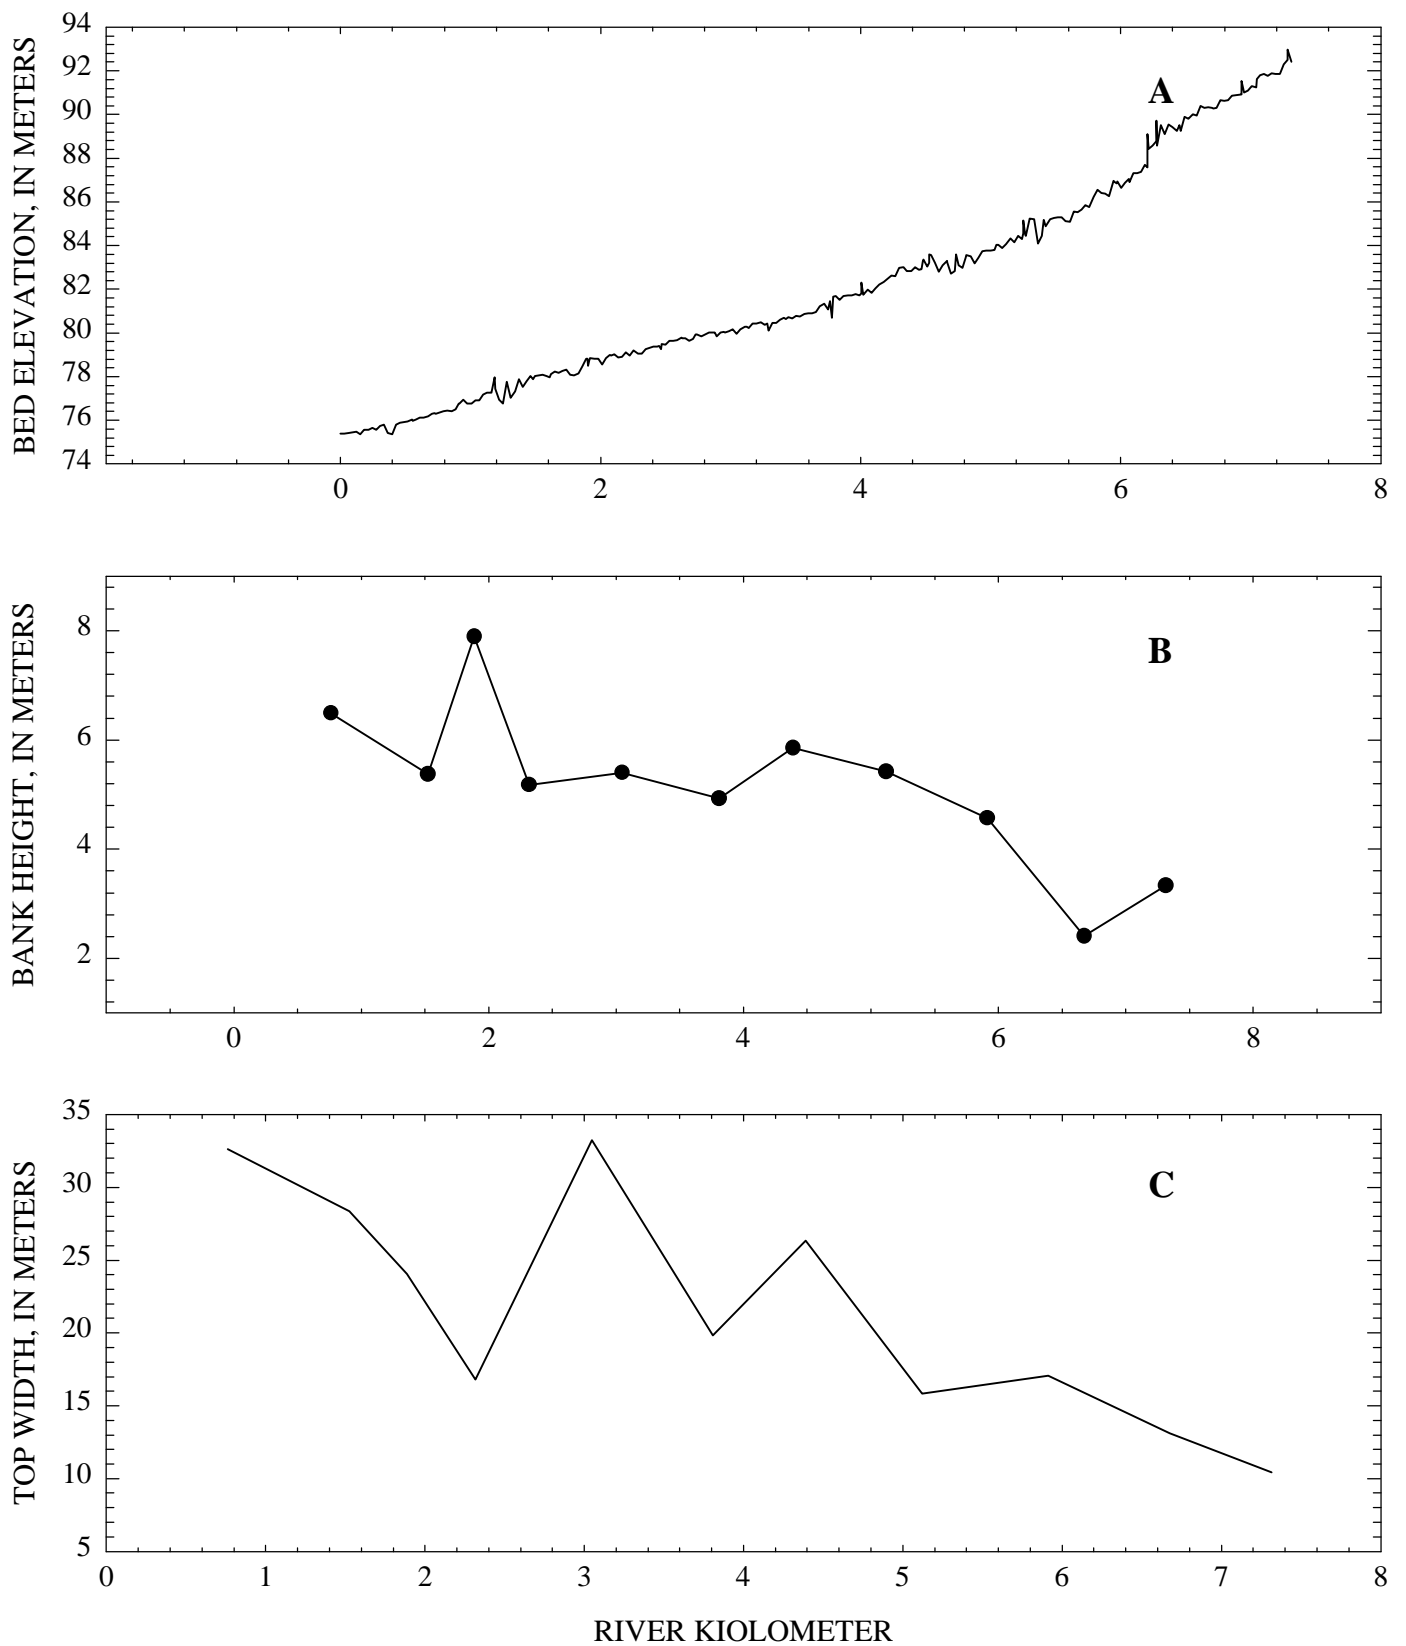 BED ELEVATION, IN METERS
94
92
90
88
86
84
82
80
78
76
74
A
0 2 4 6 8
BANK HEIGHT, IN METERS
8
6
4
2
B
0 2 4 6 8
TOP WIDTH, IN METERS
35
30
25
20
15
10
5
C
0 1 2 3 4 5 6 7 8
RIVER KIOLOMETER